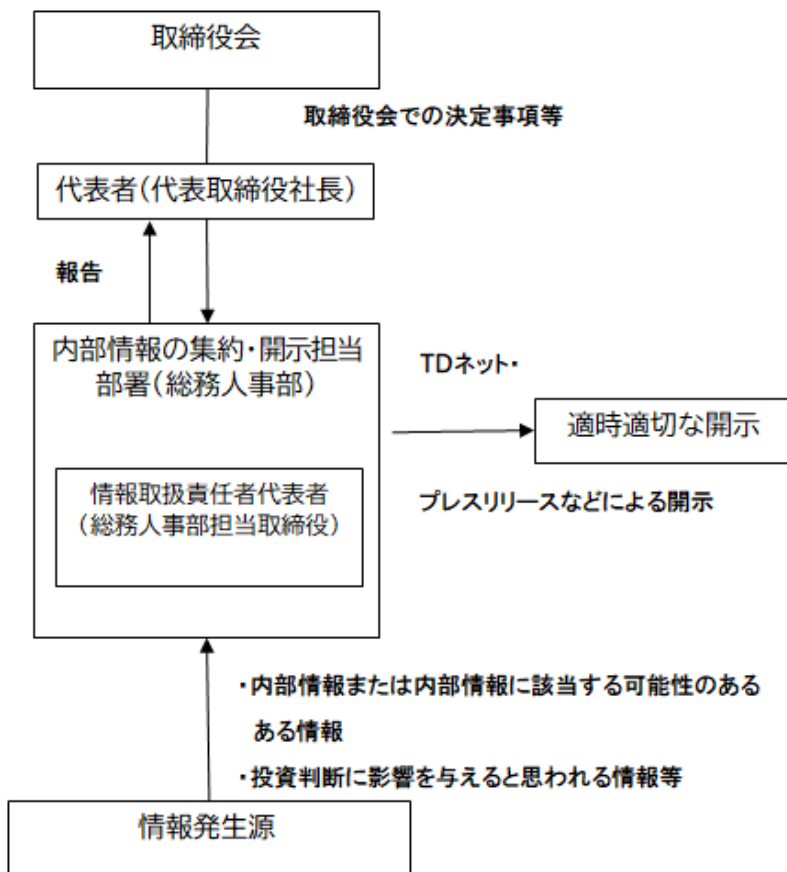 取締役会
取締役会での決定事項等
代表者(代表取締役社長)
報告
内部情報の集約・開示担当
部署(総務人事部)
TDネット・
適時適切な開示
情報取扱責任者代表者
(総務人事部担当取締役)
プレスリリースなどによる開示
・内部情報または内部情報に該当する可能性のある
ある情報
・投資判断に影響を与えると思われる情報等
情報発生源